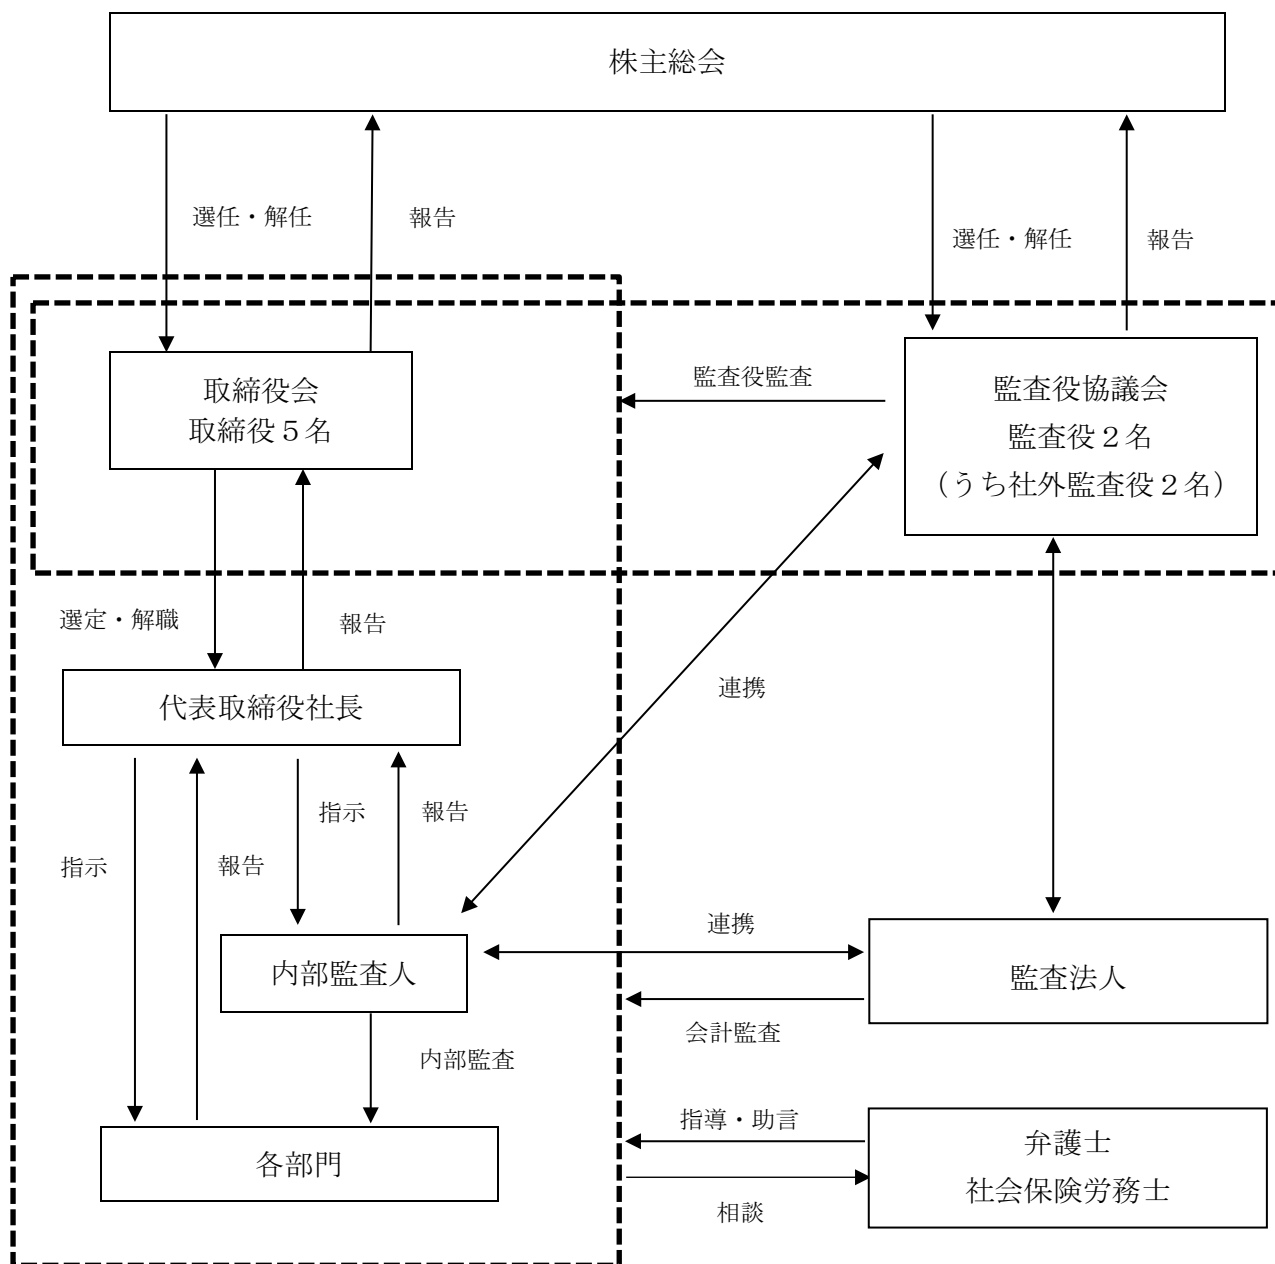 株主総会
選任・解任
報告
選任・解任
報告
取締役会
取締役５名
監査役監査
監査役協議会
監査役２名
（うち社外監査役２名）
選定・解職
報告
連携
代表取締役社長
指示
報告
指示
報告
連携
内部監査人
監査法人
会計監査
内部監査
指導・助言
各部門
弁護士
社会保険労務士
相談